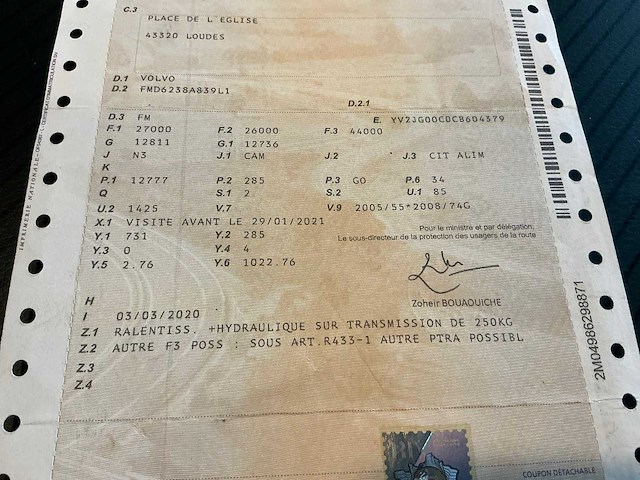 C.3
PLACE DE L'EGLISE
43320 LOUDES
D.1 VOLVO
D.2 FMD6238A839L1
D.2.1
D.3 FM E. YV2JG00C0CB604379
F.1 27000 F.2 26000 F.3 44000
G 12811 G.1 12736
J N3 J.1 CAM J.2 J.3 CIT ALIM
K
P.1 12777 P.2 285 P.3 GO P.6 34
Q S.1 2 S.2 U.1 85
U.2 1425 V.7 V.9 2005/55*2008/74G
X.1 VISITE AVANT LE 29/01/2021
Y.1 731 Y.2 285
Y.3 0 Y.4 4
Y.5 2.76 Y.6 1022.76
Pour le ministre et par délégation,
Le sous-directeur de la protection des usagers de la route
Zoheir BOUAOUICHE
H
I 03/03/2020
Z.1 RALENTISS. +HYDRAULIQUE SUR TRANSMISSION DE 250KG
Z.2 AUTRE F3 POSS : SOUS ART.R433-1 AUTRE PTRA POSSIBL
Z.3
Z.4
2M04986298871
COUPON DÉTACHABLE
IMPRIMERIE NATIONALE